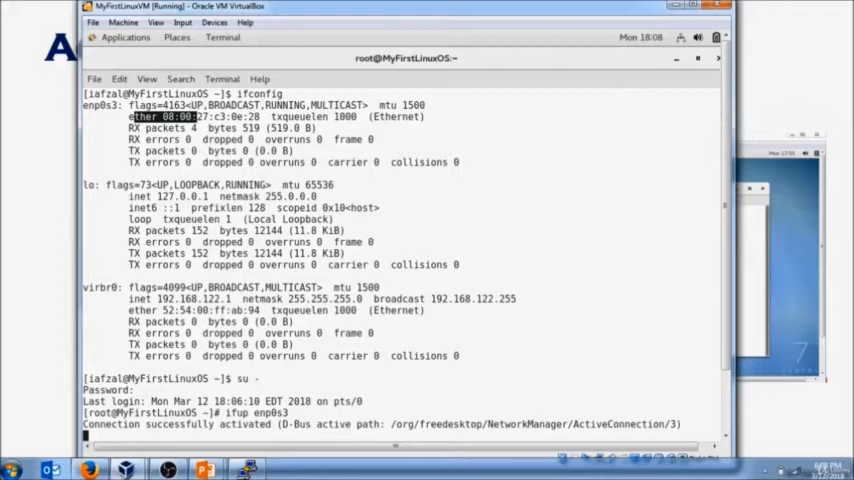 MyFirstLinuxVM [Running] - Oracle VM VirtualBox
File Machine View Input Devices Help
Applications Places Terminal Mon 18:08
root@MyFirstLinuxOS:~
File Edit View Search Terminal Help
[iafzal@MyFirstLinuxOS ~]$ ifconfig
enp0s3: flags=4163<UP,BROADCAST,RUNNING,MULTICAST> mtu 1500
ether 08:00:27:c3:0e:28 txqueuelen 1000 (Ethernet)
RX packets 4 bytes 519 (519.0 B)
RX errors 0 dropped 0 overruns 0 frame 0
TX packets 0 bytes 0 (0.0 B)
TX errors 0 dropped 0 overruns 0 carrier 0 collisions 0
lo: flags=73<UP,LOOPBACK,RUNNING> mtu 65536
inet 127.0.0.1 netmask 255.0.0.0
inet6 ::1 prefixlen 128 scopeid 0x10<host>
loop txqueuelen 1 (Local Loopback)
RX packets 152 bytes 12144 (11.8 KiB)
RX errors 0 dropped 0 overruns 0 frame 0
TX packets 152 bytes 12144 (11.8 KiB)
TX errors 0 dropped 0 overruns 0 carrier 0 collisions 0
virbr0: flags=4099<UP,BROADCAST,MULTICAST> mtu 1500
inet 192.168.122.1 netmask 255.255.255.0 broadcast 192.168.122.255
ether 52:54:00:ff:ab:94 txqueuelen 1000 (Ethernet)
RX packets 0 bytes 0 (0.0 B)
RX errors 0 dropped 0 overruns 0 frame 0
TX packets 0 bytes 0 (0.0 B)
TX errors 0 dropped 0 overruns 0 carrier 0 collisions 0
[iafzal@MyFirstLinuxOS ~]$ su -
Password:
Last login: Mon Mar 12 18:06:10 EDT 2018 on pts/0
[root@MyFirstLinuxOS ~]# ifup enp0s3
Connection successfully activated (D-Bus active path: /org/freedesktop/NetworkManager/ActiveConnection/3)
7